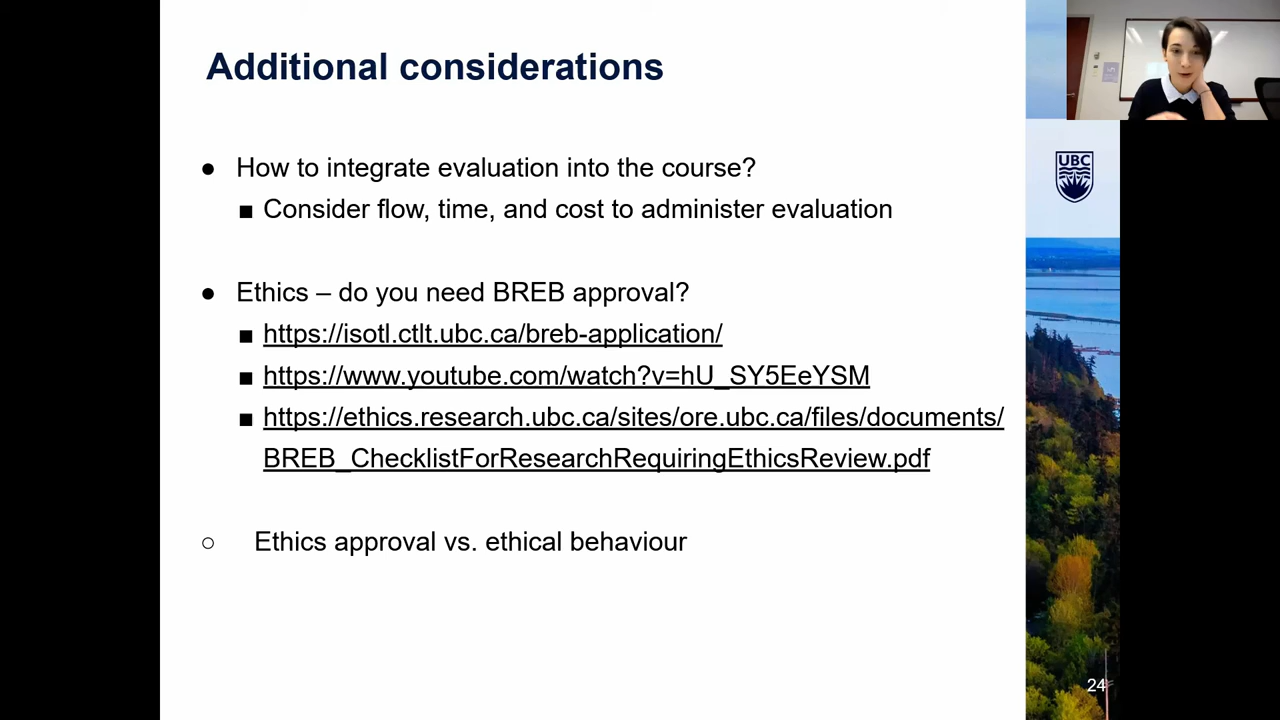 Additional considerations
● How to integrate evaluation into the course?
■ Consider flow, time, and cost to administer evaluation
● Ethics – do you need BREB approval?
■ https://isotl.ctlt.ubc.ca/breb-application/
■ https://www.youtube.com/watch?v=hU_SY5EeYSM
■ https://ethics.research.ubc.ca/sites/ore.ubc.ca/files/documents/
BREB_ChecklistForResearchRequiringEthicsReview.pdf
○ Ethics approval vs. ethical behaviour
UBC
24